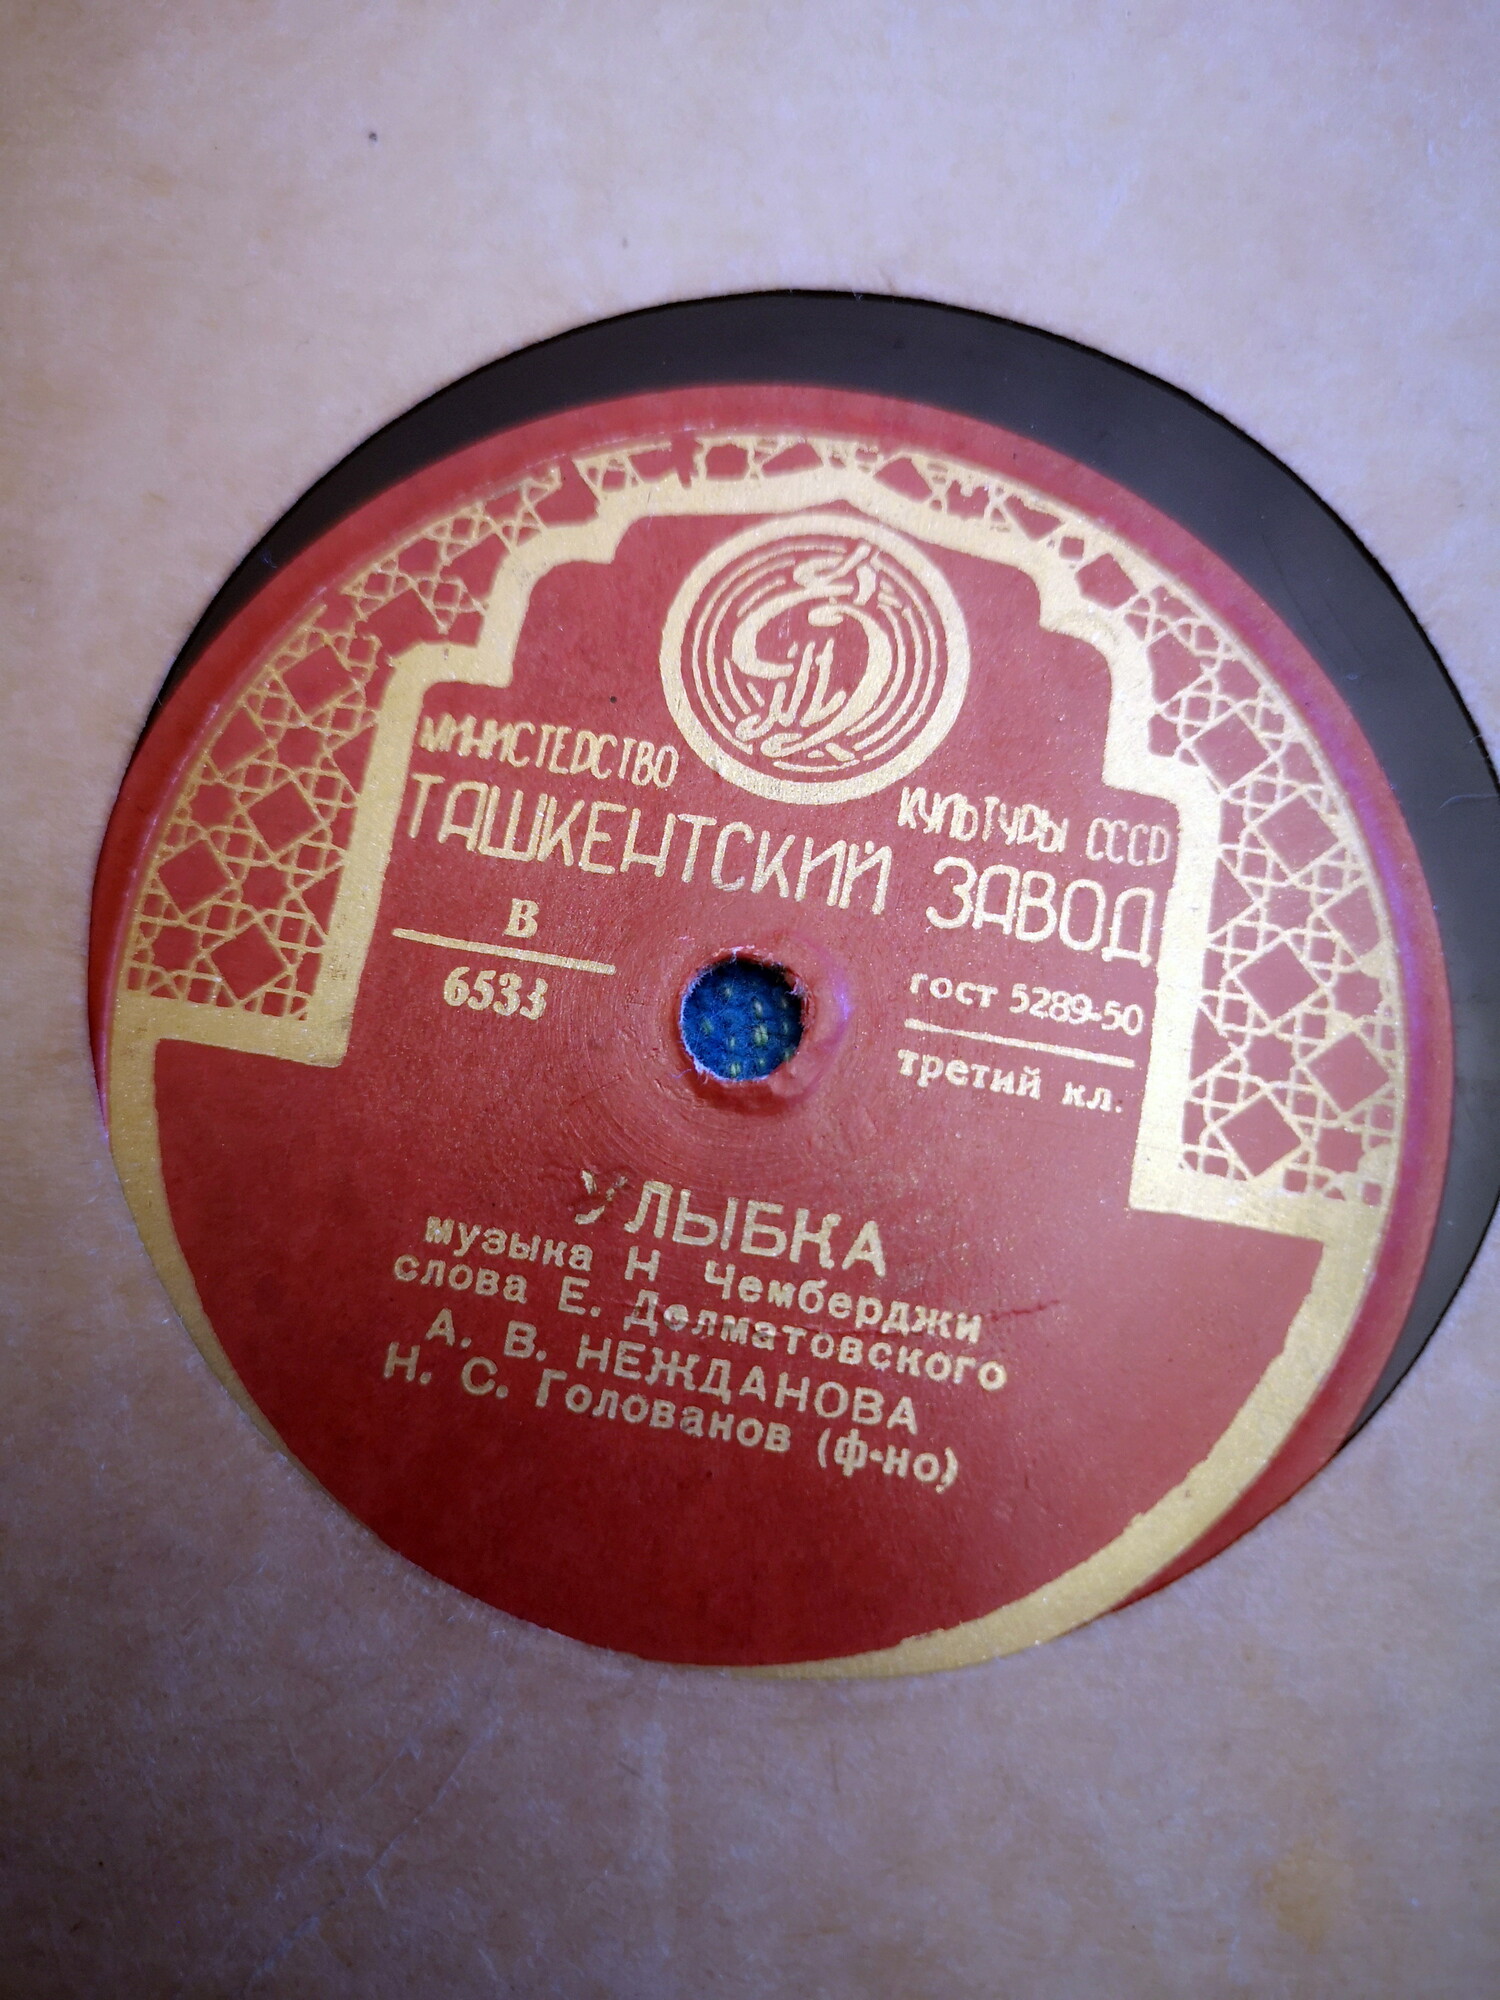 МИНИСТЕРСТВО КУЛЬТУРЫ СССР
ТАШКЕНТСКИЙ ЗАВОД
В
6533
гост 5289-50
третий кл.
УЛЫБКА
музыка Н Чемберджи
слова Е. Долматовского
А. В. НЕЖДАНОВА
Н. С. Голованов (ф-но)